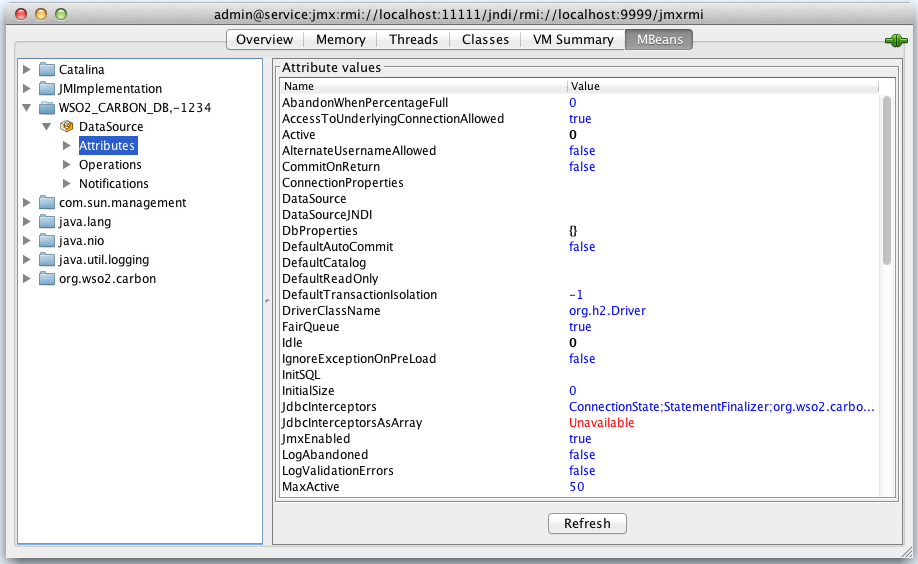 admin@service:jmx:rmi://localhost:11111/jndi/rmi://localhost:9999/jmxrmi
Overview Memory Threads Classes VM Summary MBeans
Catalina
JMImplementation
WSO2_CARBON_DB,-1234
DataSource
Attributes
Operations
Notifications
com.sun.management
java.lang
java.nio
java.util.logging
org.wso2.carbon
Attribute values
Name Value
AbandonWhenPercentageFull 0
AccessToUnderlyingConnectionAllowed true
Active 0
AlternateUsernameAllowed false
CommitOnReturn false
ConnectionProperties
DataSource
DataSourceJNDI
DbProperties {}
DefaultAutoCommit false
DefaultCatalog
DefaultReadOnly
DefaultTransactionIsolation -1
DriverClassName org.h2.Driver
FairQueue true
Idle 0
IgnoreExceptionOnPreLoad false
InitSQL
InitialSize 0
JdbcInterceptors ConnectionState;StatementFinalizer;org.wso2.carbo...
JdbcInterceptorsAsArray Unavailable
JmxEnabled true
LogAbandoned false
LogValidationErrors false
MaxActive 50
Refresh